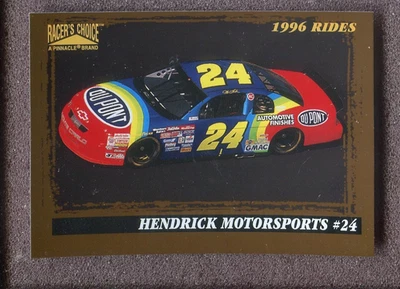 RACER'S CHOICE
A PINNACLE BRAND
1996 RIDES
24
DU PONT
24
AUTOMOTIVE
FINISHES
DU PONT
GMAC
HENDRICK MOTORSPORTS #24